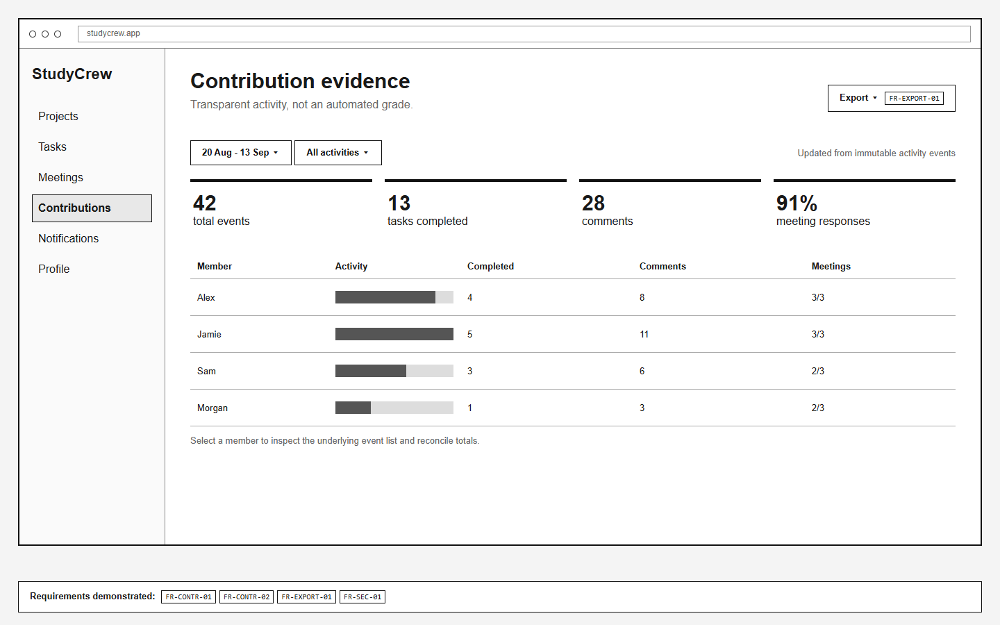 studycrew.app
StudyCrew
Projects
Tasks
Meetings
Contributions
Notifications
Profile
Contribution evidence
Transparent activity, not an automated grade.
Export FR-EXPORT-01
20 Aug - 13 Sep All activities Updated from immutable activity events
42 13 28 91%
total events tasks completed comments meeting responses
Member Activity Completed Comments Meetings
Alex 4 8 3/3
Jamie 5 11 3/3
Sam 3 6 2/3
Morgan 1 3 2/3
Select a member to inspect the underlying event list and reconcile totals.
Requirements demonstrated: FR-CONTR-01 FR-CONTR-02 FR-EXPORT-01 FR-SEC-01